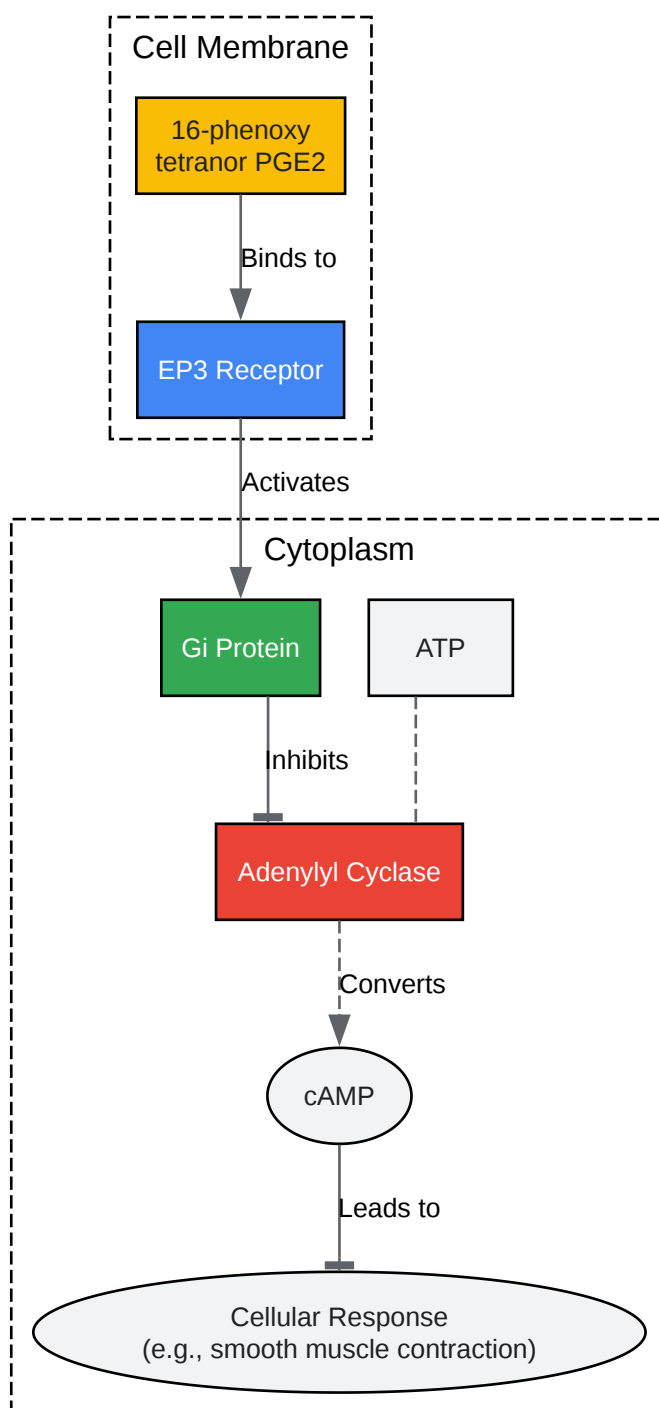 Cell Membrane
16-phenoxy
tetranor PGE2
Binds to
EP3 Receptor
Activates
Cytoplasm
Gi Protein
ATP
Inhibits
Adenylyl Cyclase
Converts
cAMP
Leads to
Cellular Response
(e.g., smooth muscle contraction)